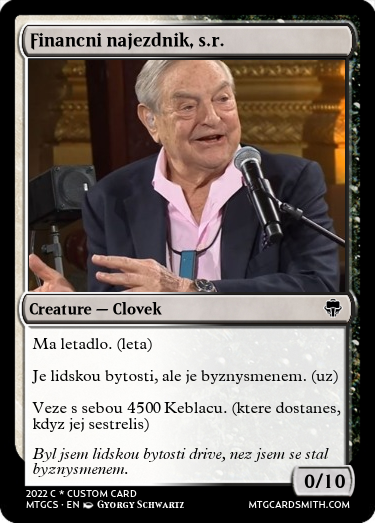 Financni najezdnik, s.r.
Creature — Clovek
Ma letadlo. (leta)
Je lidskou bytosti, ale je byznysmenem. (uz)
Veze s sebou 4500 Keblacu. (ktere dostanes,
kdyz jej sestrelis)
Byl jsem lidskou bytosti drive, nez jsem se stal
byznysmenem.
0/10
2022 C * CUSTOM CARD
MTGCS · EN GYORGY SCHWARTZ
MTGCARDSMITH.COM